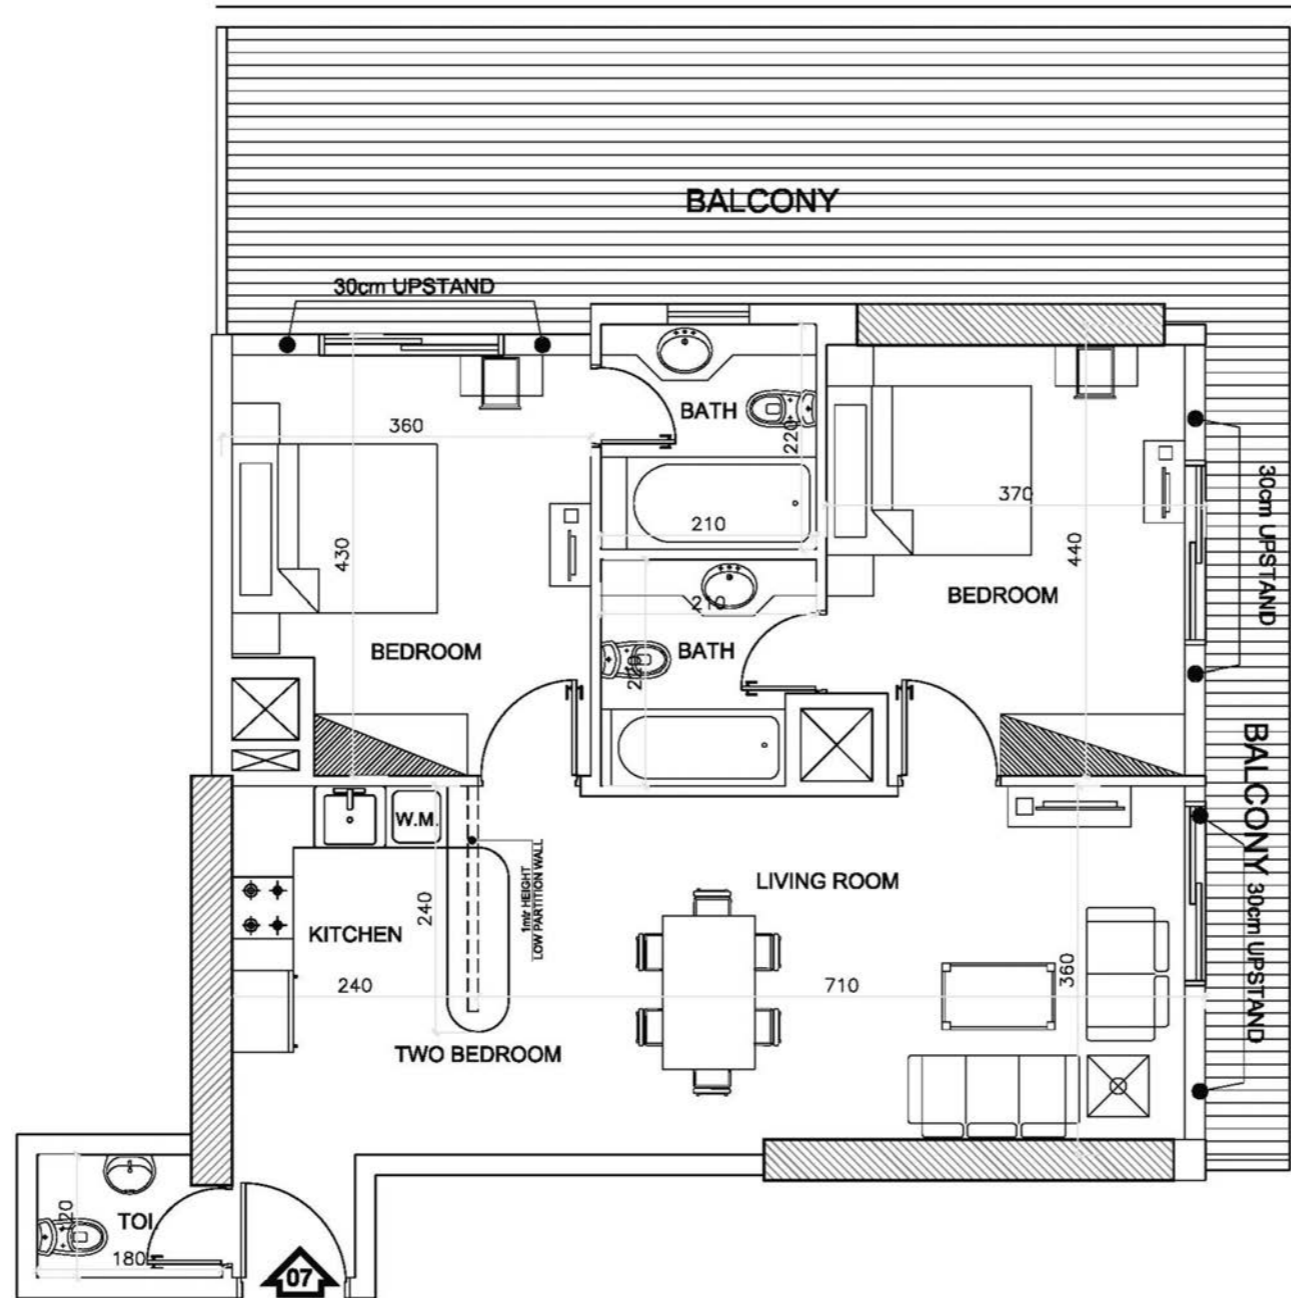 BALCONY
30cm UPSTAND
BATH
360
220
370
30cm UPSTAND
210
430
440
BEDROOM
210
BEDROOM
BATH
220
BALCONY
W.M.
1mtr HEIGHT
LOW PARTITION WALL
LIVING ROOM
240
KITCHEN
30cm UPSTAND
360
240
710
TWO BEDROOM
TOI.
180
07